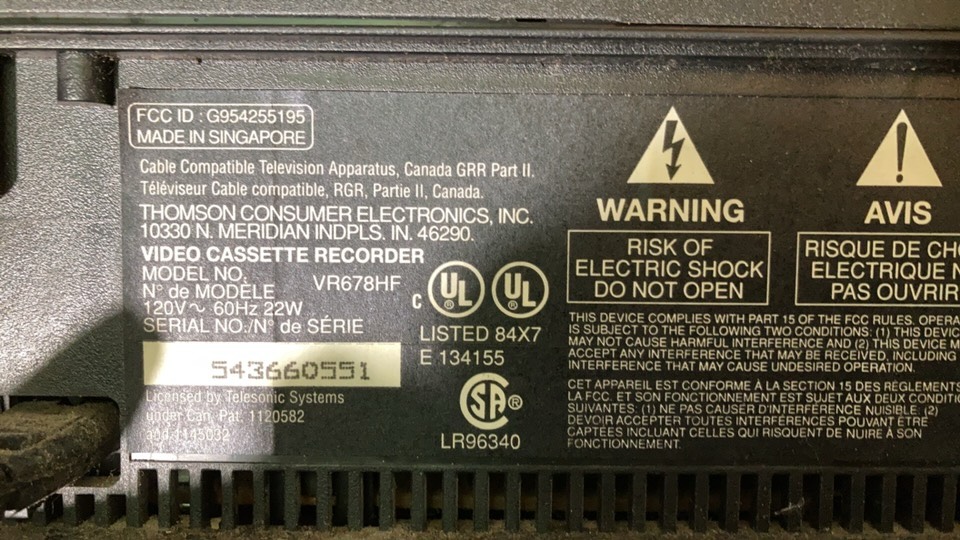 FCC ID : G954255195
MADE IN SINGAPORE
Cable Compatible Television Apparatus, Canada GRR Part II.
Téléviseur Cable compatible, RGR, Partie II, Canada.
THOMSON CONSUMER ELECTRONICS, INC.
10330 N. MERIDIAN INDPLS. IN. 46290.
VIDEO CASSETTE RECORDER
MODEL NO.
N° de MODÈLE VR678HF
120V~ 60Hz 22W
SERIAL NO./N° de SÉRIE
543660551
Licensed by Telesonic Systems
under Can. Pat. 1120582
and 1145032
C UL UL
LISTED 84X7
E 134155
SA®
LR96340
WARNING
RISK OF
ELECTRIC SHOCK
DO NOT OPEN
AVIS
RISQUE DE
ELECTRIQUE
PAS OUVRIR
THIS DEVICE COMPLIES WITH PART 15 OF THE FCC RULES.
IS SUBJECT TO THE FOLLOWING TWO CONDITIONS: (1) THIS
MAY NOT CAUSE HARMFUL INTERFERENCE AND (2) THIS DEVICE
ACCEPT ANY INTERFERENCE THAT MAY BE RECEIVED, INCLUDING
INTERFERENCE THAT MAY CAUSE UNDESIRED OPERATION.
CET APPAREIL EST CONFORME À LA SECTION 15 DES RÈGLEMENTS
LA FCC. ET SON FONCTIONNEMENT EST SUJET AUX DEUX
SUIVANTES: (1) NE PAS CAUSER D'INTERFÉRENCE NUISIBLE. (2)
DEVOIR ACCEPTER TOUTES INTERFÉRENCES POUVANT ÊTRE
CAPTÉES INCLUANT CELLES QUI RISQUENT DE NUIRE À SON
FONCTIONNEMENT.